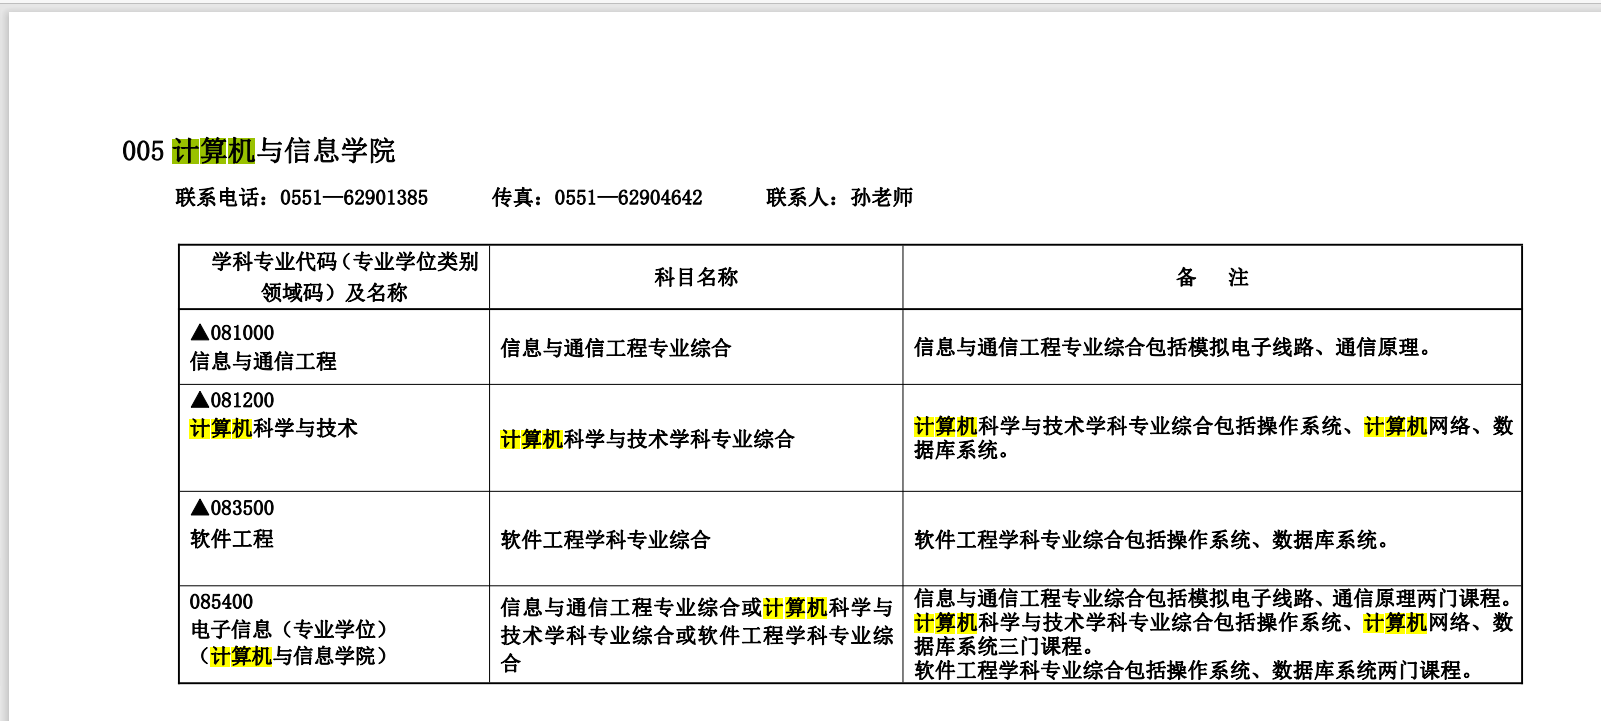 005 计算机与信息学院
联系电话：0551—62901385 传真：0551—62904642 联系人：孙老师
学科专业代码（专业学位类别
领域码）及名称
科目名称
备 注
▲081000
信息与通信工程
信息与通信工程专业综合
信息与通信工程专业综合包括模拟电子线路、通信原理。
▲081200
计算机科学与技术
计算机科学与技术学科专业综合
计算机科学与技术学科专业综合包括操作系统、计算机网络、数
据库系统。
▲083500
软件工程
软件工程学科专业综合
软件工程学科专业综合包括操作系统、数据库系统。
085400
电子信息（专业学位）
（计算机与信息学院）
信息与通信工程专业综合或计算机科学与
技术学科专业综合或软件工程学科专业综
合
信息与通信工程专业综合包括模拟电子线路、通信原理两门课程。
计算机科学与技术学科专业综合包括操作系统、计算机网络、数
据库系统三门课程。
软件工程学科专业综合包括操作系统、数据库系统两门课程。